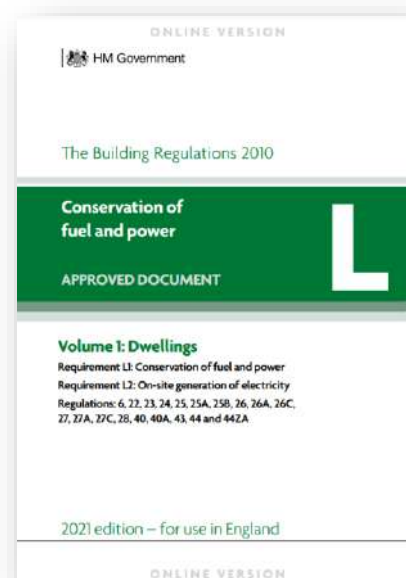 ONLINE VERSION
HM Government
The Building Regulations 2010
Conservation of
fuel and power
APPROVED DOCUMENT
L
Volume 1: Dwellings
Requirement L1: Conservation of fuel and power
Requirement L2: On-site generation of electricity
Regulations: 6, 22, 23, 24, 25, 25A, 25B, 26, 26A, 26C,
27, 27A, 27C, 28, 40, 40A, 43, 44 and 44ZA
2021 edition – for use in England
ONLINE VERSION